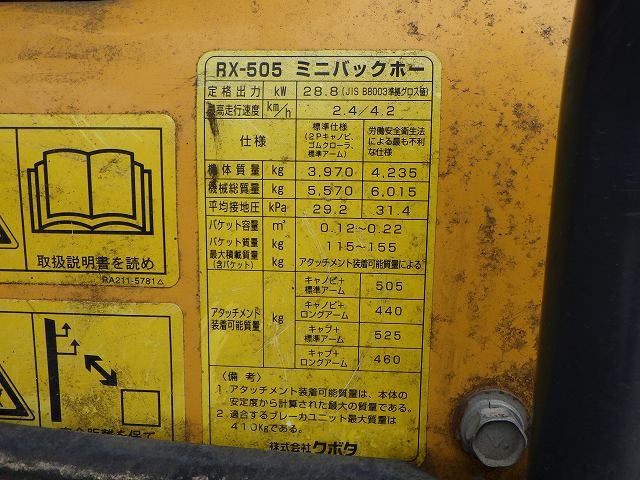 RX-505 ミニバックホー
定格出力 kW 28.8(JIS B8003準拠グロス値)
最高走行速度 km/h 2.4/4.2
仕様 標準仕様(2Pキャノピ、ゴムクローラ、標準アーム) 労働安全衛生法による最も不利な仕様
機体質量 kg 3,970 4,235
機械総質量 kg 5,570 6,015
平均接地圧 kPa 29.2 31.4
バケット容量 m³ 0.12~0.22
バケット質量 kg 115~155
最大積載質量(含バケット) kg アタッチメント装着可能質量による
アタッチメント装着可能質量 kg
キャノピ+標準アーム 505
キャノピ+ロングアーム 440
キャブ+標準アーム 525
キャブ+ロングアーム 460
〈備考〉
1.アタッチメント装着可能質量は、本体の
安定度から計算された最大の質量である。
2.適合するブレーカユニット最大質量は
410kgである。
株式会社クボタ
取扱説明書を読め
RA211-5781